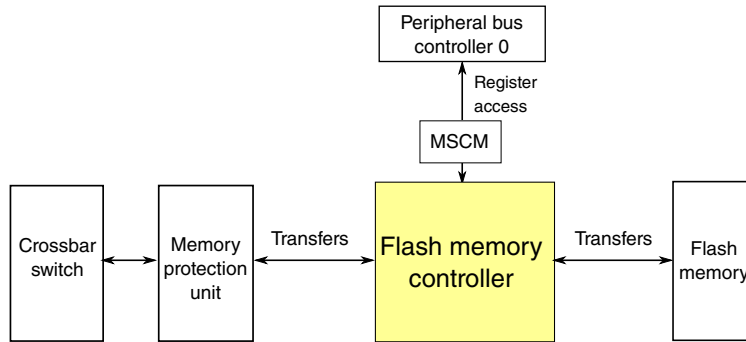 Peripheral bus
controller 0
Register
access
MSCM
Crossbar
switch
Memory
protection
unit
Transfers
Flash memory
controller
Transfers
Flash
memory